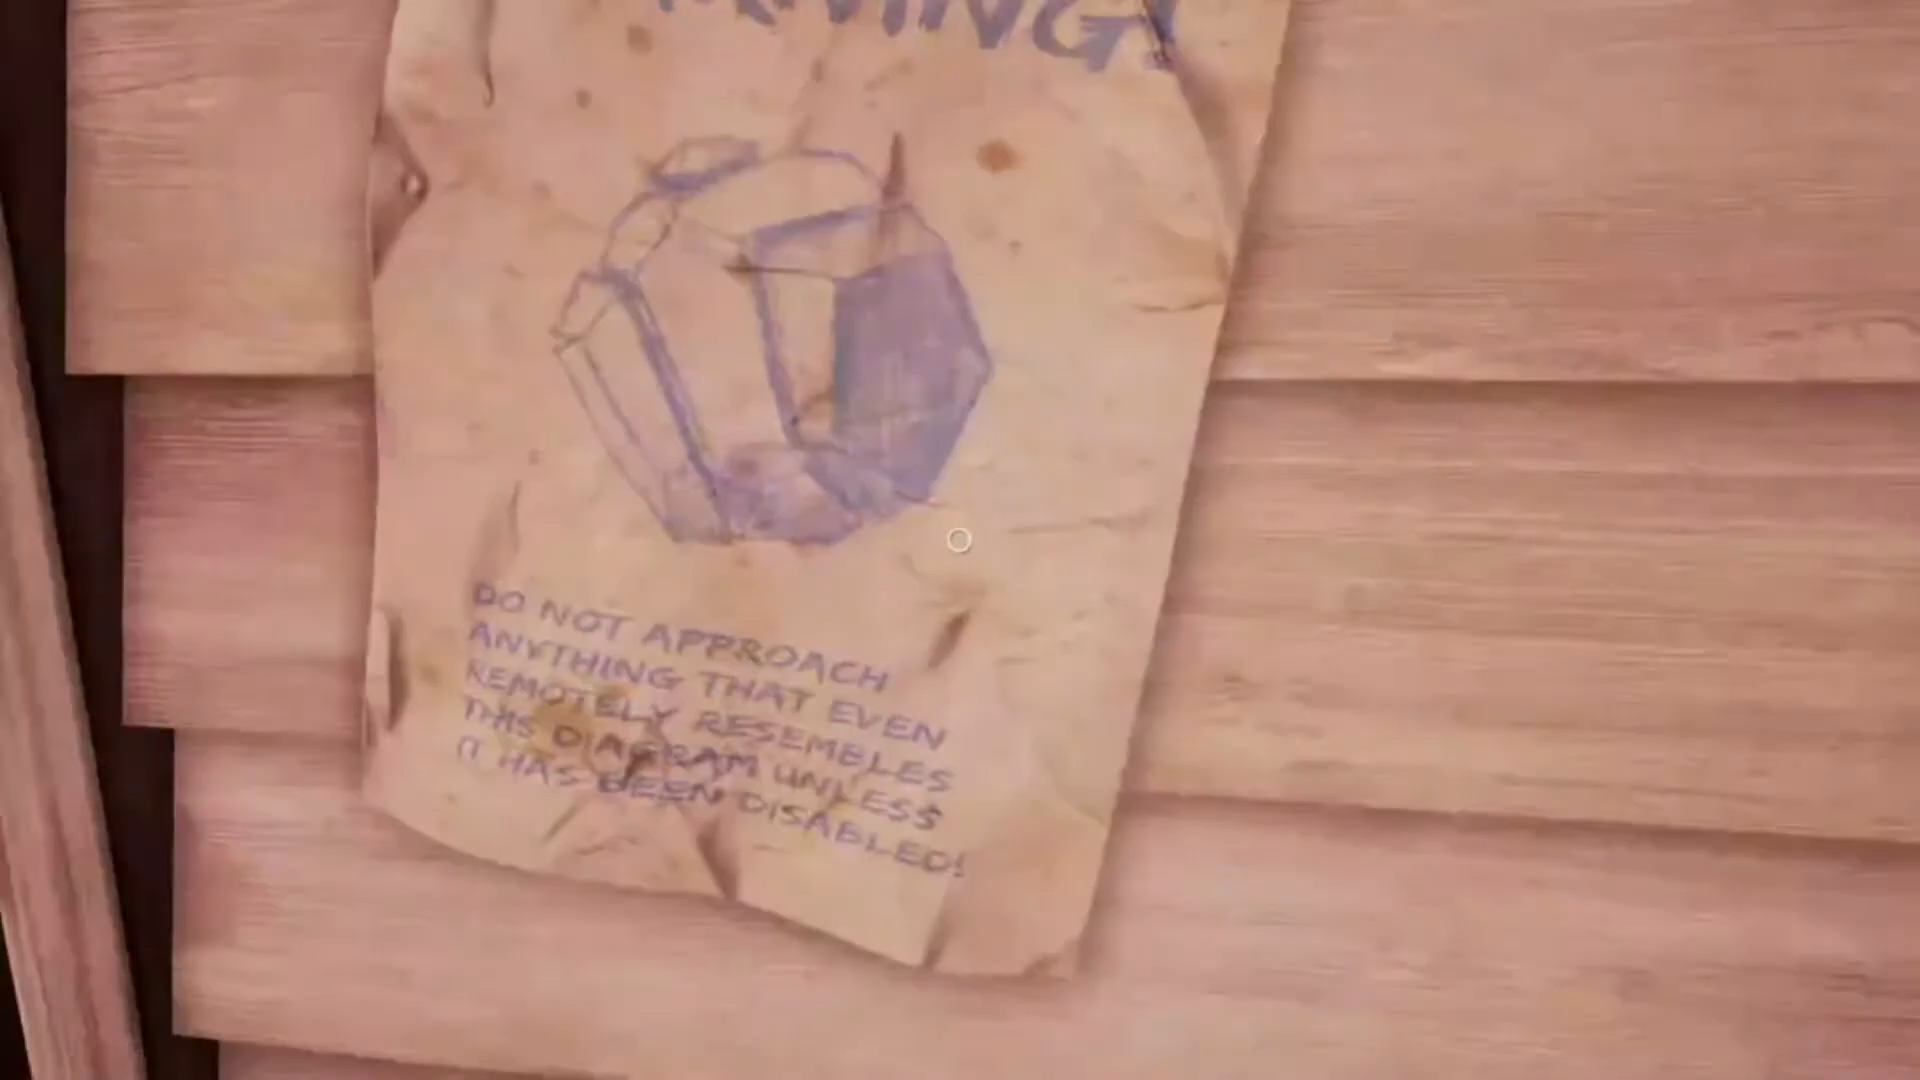 DO NOT APPROACH
ANYTHING THAT EVEN
REMOTELY RESEMBLES
THIS DIAGRAM UNLESS
IT HAS BEEN DISABLED!